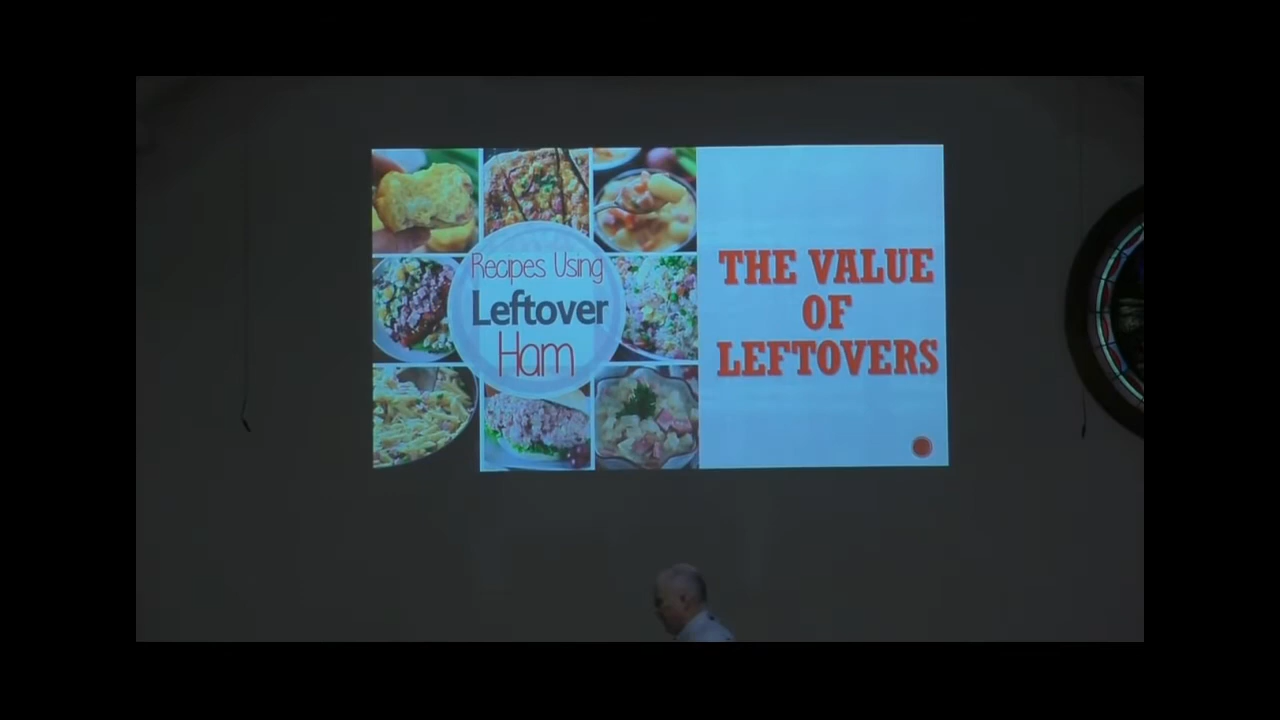 Recipes Using
Leftover
Ham
THE VALUE
OF
LEFTOVERS